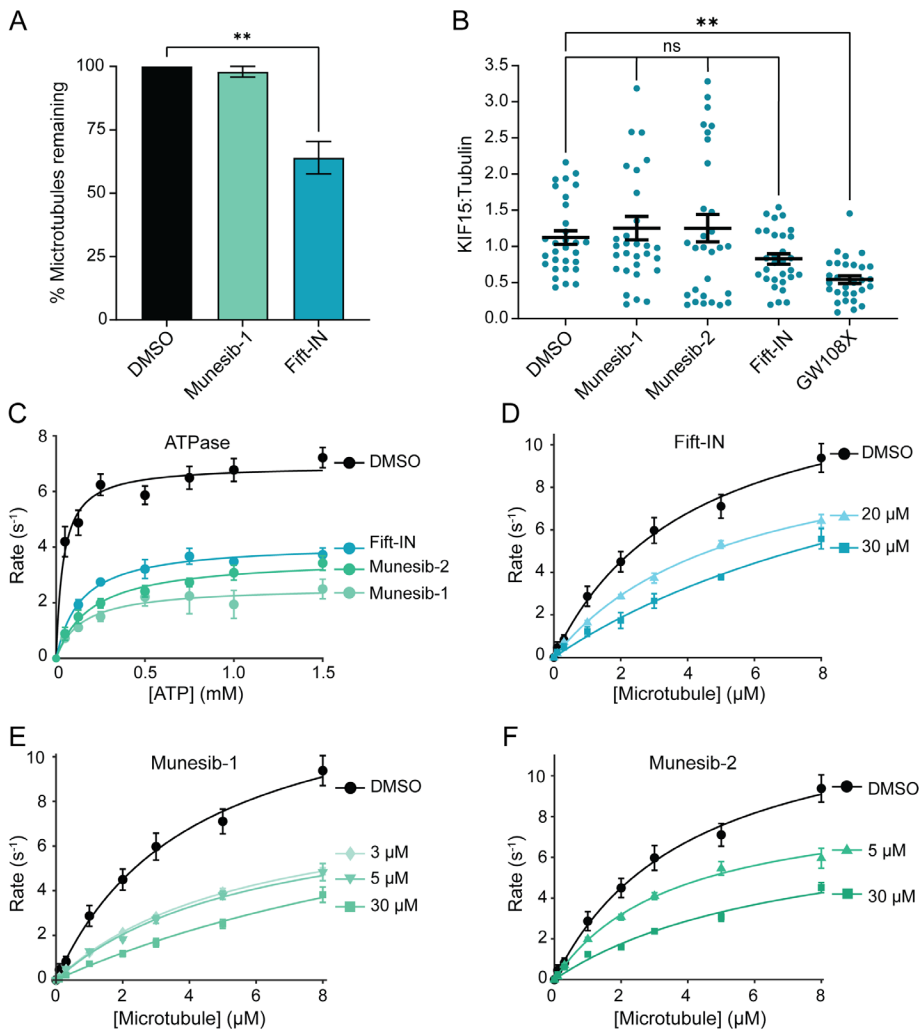 A
**
100
75
50
25
0
% Mictrotubules remaining
DMSO
Munesib-1
Fift-IN
B
**
ns
3.5
3.0
2.5
2.0
1.5
1.0
0.5
0.0
KIF15:Tubulin
DMSO
Munesib-1
Munesib-2
Fift-IN
GW108X
C
ATPase
8
6
4
2
0
Rate (s-1)
DMSO
Fift-IN
Munesib-2
Munesib-1
0.5
1.0
1.5
[ATP] (mM)
D
Fift-IN
10
8
6
4
2
0
Rate (s-1)
DMSO
20 µM
30 µM
0
2
4
6
8
[Microtubule] (µM)
E
Munesib-1
10
8
6
4
2
0
Rate (s-1)
DMSO
3 µM
5 µM
30 µM
0
2
4
6
8
[Microtubule] (µM)
F
Munesib-2
10
8
6
4
2
0
Rate (s-1)
DMSO
5 µM
30 µM
0
2
4
6
8
[Microtubule] (µM)